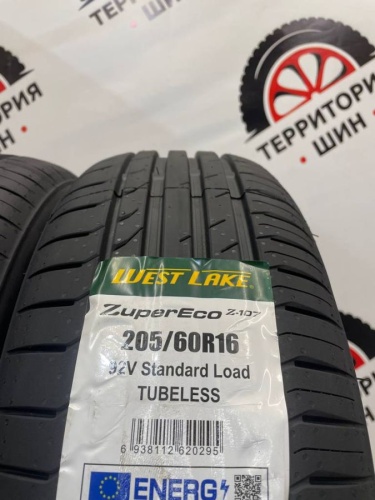 ТЕРРИТОРИЯ
ШИН
ТЕРРИТОРИЯ
ШИН
WEST LAKE
ZuperEco Z-107
205/60R16
92V Standard Load
TUBELESS
6 938112 620295
ENERG